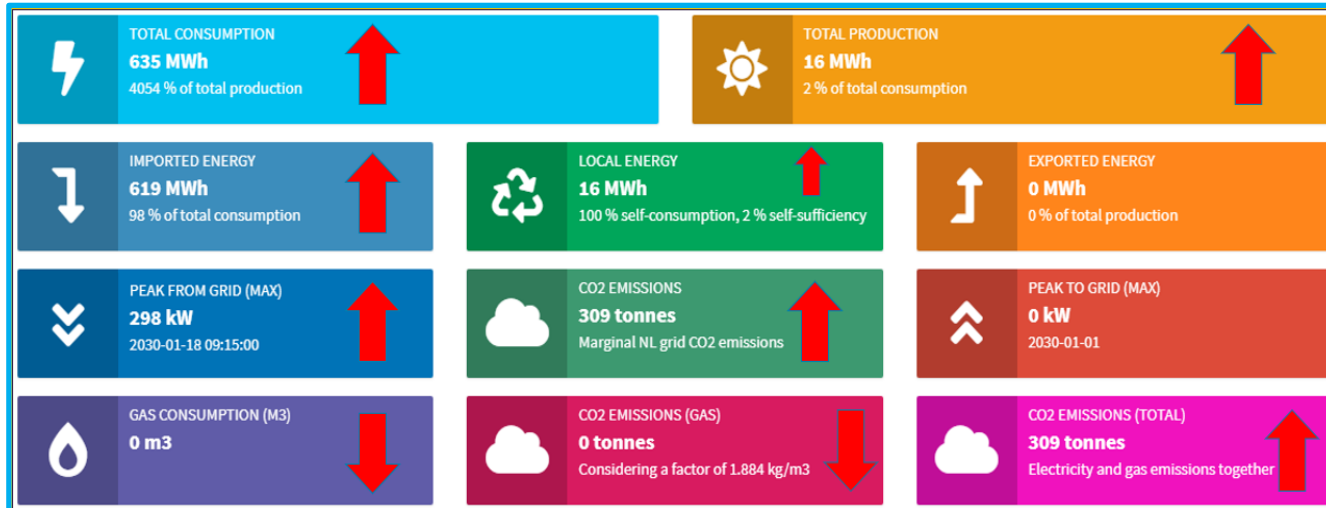 TOTAL CONSUMPTION
635 MWh
4054 % of total production
TOTAL PRODUCTION
16 MWh
2 % of total consumption
IMPORTED ENERGY
619 MWh
98 % of total consumption
LOCAL ENERGY
16 MWh
100 % self-consumption, 2 % self-sufficiency
EXPORTED ENERGY
0 MWh
0 % of total production
PEAK FROM GRID (MAX)
298 kW
2030-01-18 09:15:00
CO2 EMISSIONS
309 tonnes
Marginal NL grid CO2 emissions
PEAK TO GRID (MAX)
0 kW
2030-01-01
GAS CONSUMPTION (M3)
0 m3
CO2 EMISSIONS (GAS)
0 tonnes
Considering a factor of 1.884 kg/m3
CO2 EMISSIONS (TOTAL)
309 tonnes
Electricity and gas emissions together